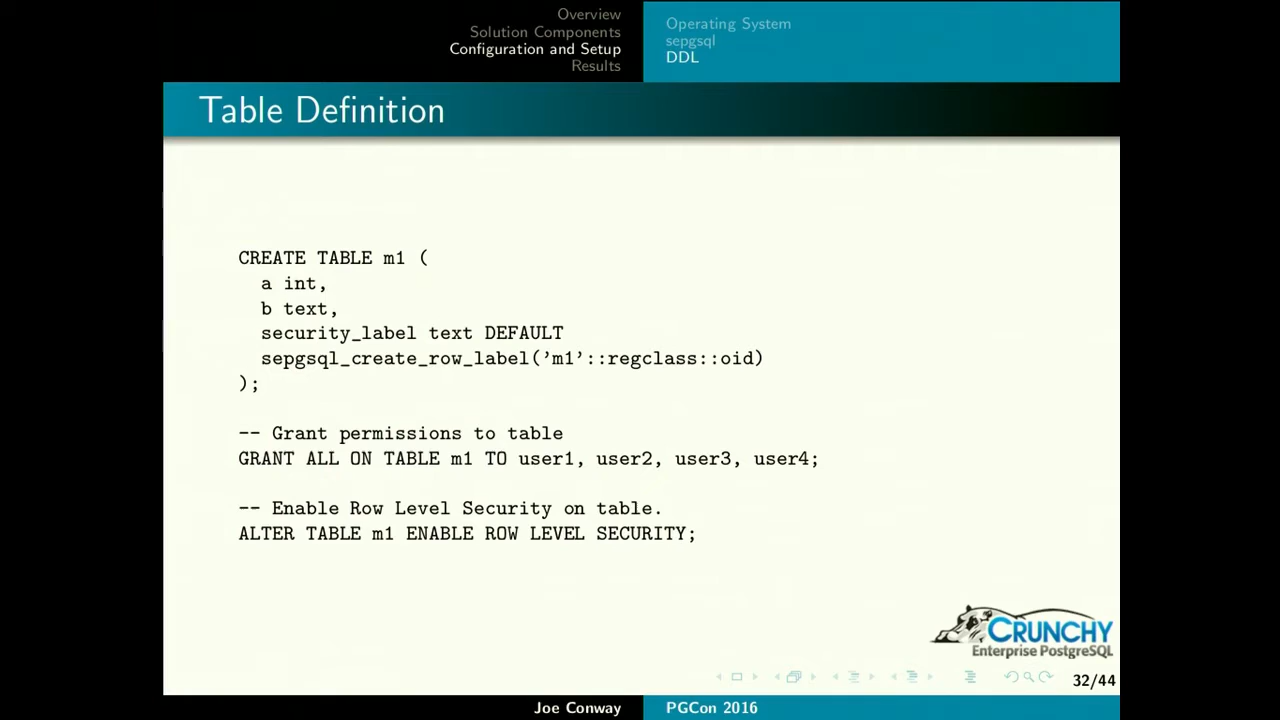 Overview
Solution Components
Configuration and Setup
Results
Operating System
sepgsql
DDL
Table Definition
CREATE TABLE m1 (
  a int,
  b text,
  security_label text DEFAULT
  sepgsql_create_row_label('m1'::regclass::oid)
);
-- Grant permissions to table
GRANT ALL ON TABLE m1 TO user1, user2, user3, user4;
-- Enable Row Level Security on table.
ALTER TABLE m1 ENABLE ROW LEVEL SECURITY;
CRUNCHY
Enterprise PostgreSQL
32/44
Joe Conway
PGCon 2016